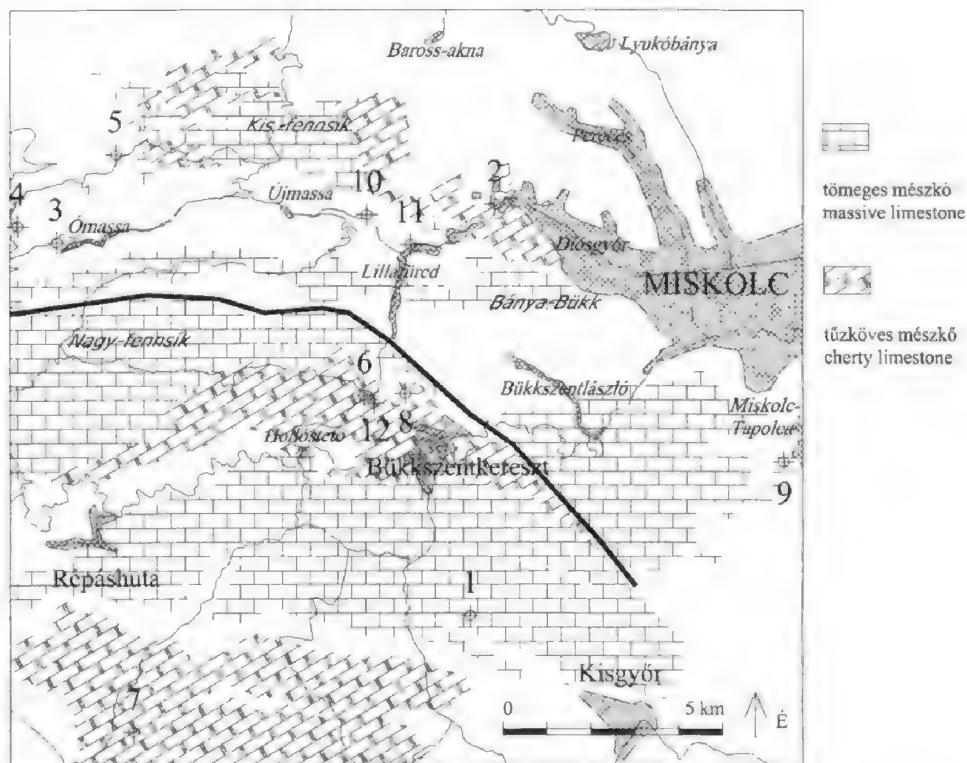 Baross-akna
Lyukóbánya
5
Kis-fennsík
Pereces
2
10
4
3
Újmassa
11
Ómassa
Diósgyőr
Lillafüred
MISKOLC
Bánya-Bükk
Nagy-fennsík
6
Bükkszentlászló
8
Miskolc-
Tapolca
12
Hollóstető
Bükkszentkereszt
9
Répáshuta
1
Kisgyőr
7
0
5 km
É
tömeges mészkő
massive limestone
tűzköves mészkő
cherty limestone